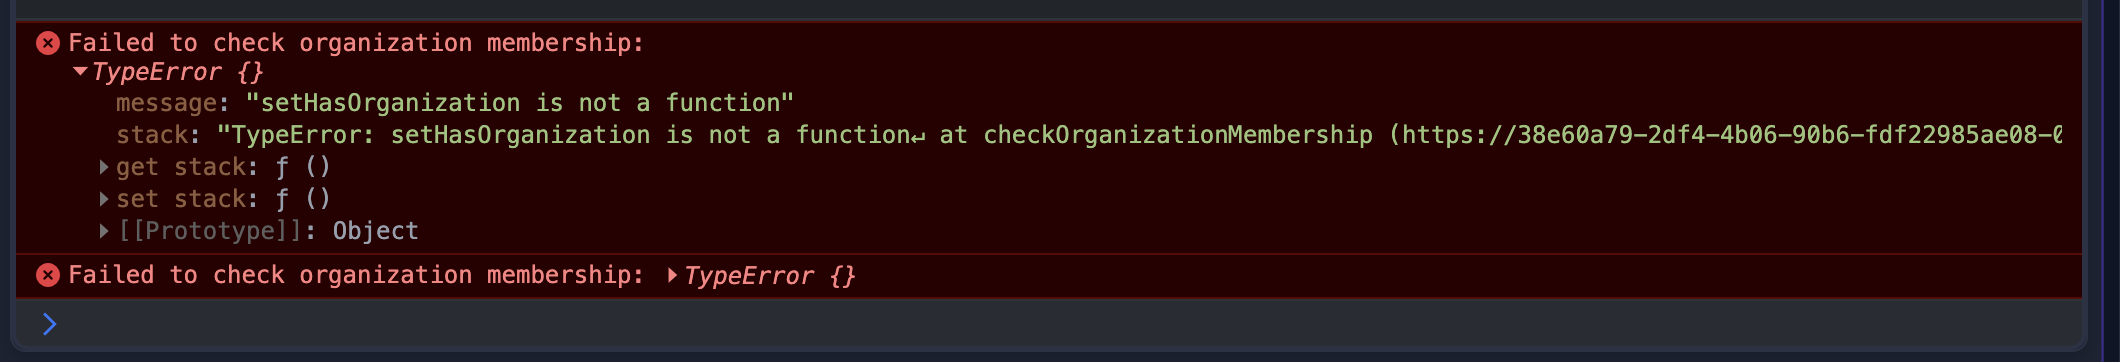 Failed to check organization membership:
TypeError {}
message: "setHasOrganization is not a function"
stack: "TypeError: setHasOrganization is not a function↵ at checkOrganizationMembership (https://38e60a79-2df4-4b06-90b6-fdf22985ae08-0
get stack: ƒ ()
set stack: ƒ ()
[[Prototype]]: Object
Failed to check organization membership: TypeError {}